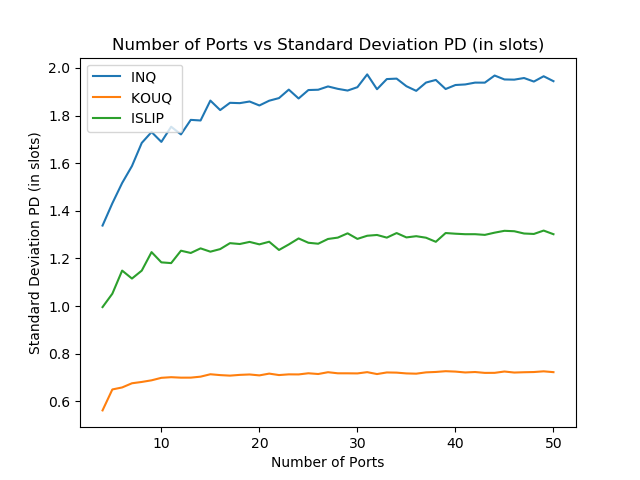 Number of Ports vs Standard Deviation PD (in slots)
INQ
KOUQ
ISLIP
Standard Deviation PD (in slots)
2.0
1.8
1.6
1.4
1.2
1.0
0.8
0.6
10 20 30 40 50
Number of Ports